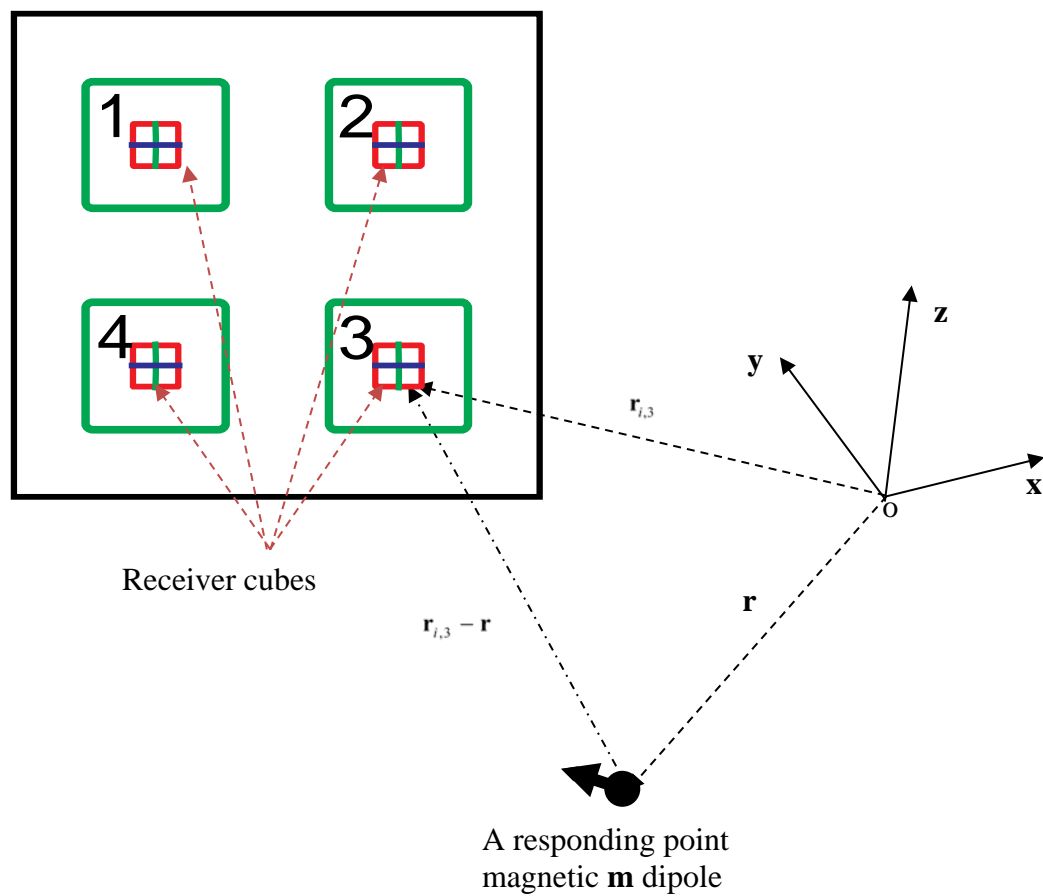 1
2
4
3
z
y
r_{i,3}
x
O
Receiver cubes
r
r_{i,3} − r
A responding point
magnetic m dipole